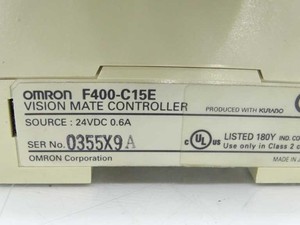 OMRON F400-C15E
VISION MATE CONTROLLER
PRODUCED WITH KURADO
SOURCE : 24VDC 0.6A
LISTED 180Y IND. CO
SER No. 0355X9A
Use only in Class 2 c
OMRON Corporation
MADE IN J